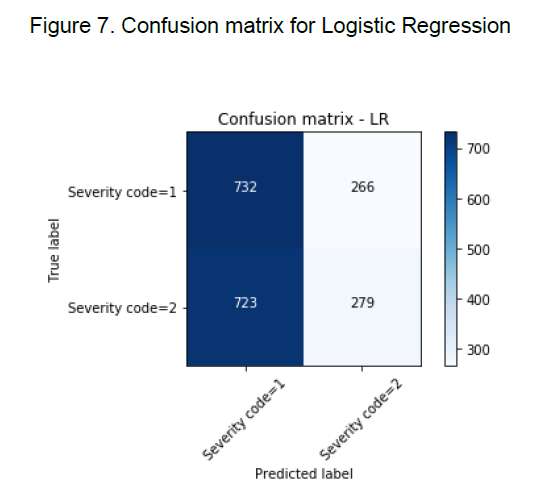 Figure 7. Confusion matrix for Logistic Regression
Confusion matrix - LR
True label
Severity code=1
732
266
Severity code=2
723
279
Severity code=1
Severity code=2
Predicted label
700
600
500
400
300